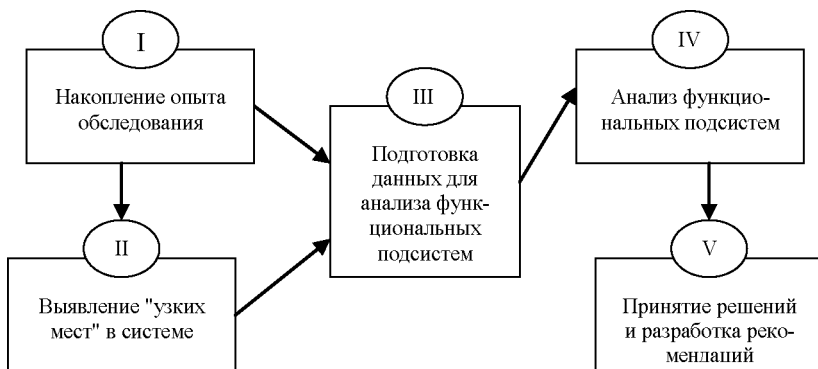 I
Накопление опыта
обследования
II
Выявление "узких
мест" в системе
III
Подготовка
данных для
анализа функ-
циональных
подсистем
IV
Анализ функцио-
нальных подсистем
V
Принятие решений
и разработка реко-
мендаций